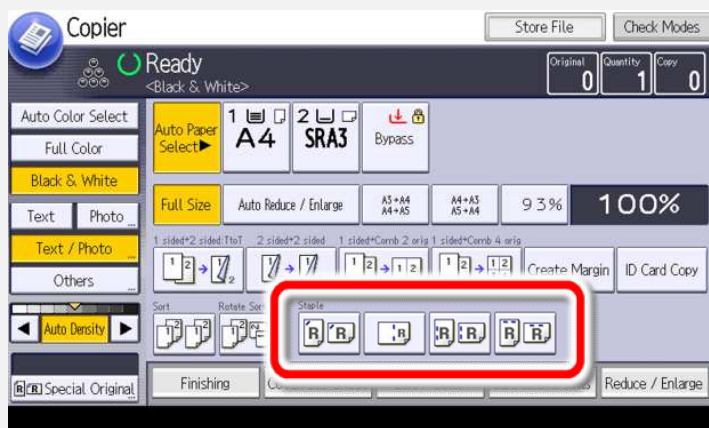 Copier
Store File
Check Modes
Ready
<Black & White>
Original
0
Quantity
1
Copy
0
Auto Color Select
Full Color
Black & White
Text
Photo
Text / Photo
Others
Auto Density
Special Original
Auto Paper
Select▶
1
A4
2
SRA3
Bypass
Full Size
Auto Reduce / Enlarge
A3→A4
A4→A5
A4→A3
A5→A4
93%
100%
1 sided→2 sided:TtoT
2 sided→2 sided
1 sided→Comb 2 orig
1 sided→Comb 4 orig
Create Margin
ID Card Copy
Sort
Rotate Sor
Staple
Finishing
Reduce / Enlarge